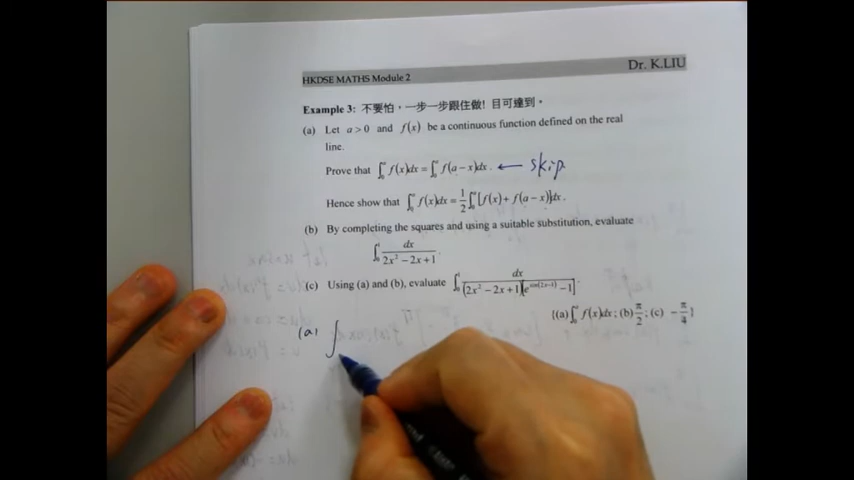 HKDSE MATHS Module 2 Dr. K.LIU
Example 3: 不要怕，一步一步跟住做! 目可達到。
(a) Let a > 0 and f(x) be a continuous function defined on the real
line.
Prove that ∫₀ᵃ f(x)dx = ∫₀ᵃ f(a − x)dx . ← skip
Hence show that ∫₀ᵃ f(x)dx = 1/2 ∫₀ᵃ [f(x) + f(a − x)]dx .
(b) By completing the squares and using a suitable substitution, evaluate
∫₀¹ dx/(2x² − 2x + 1) .
(c) Using (a) and (b), evaluate ∫₀¹ dx/((2x² − 2x + 1)(e^{sin(2x−1)} − 1)) .
{(a) ∫₀ᵃ f(x)dx ; (b) π/2 ; (c) −π/4}
(a) ∫